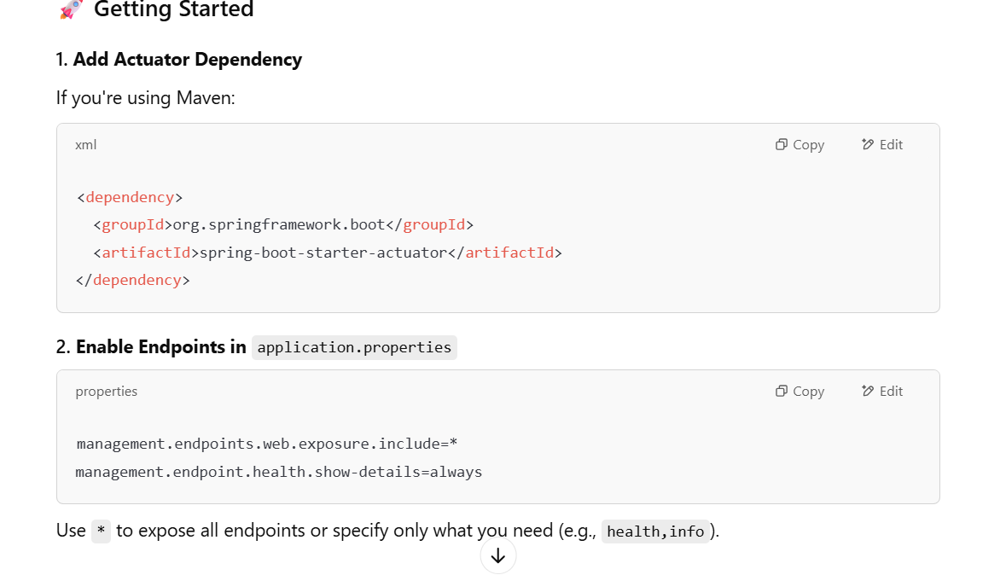 🚀 Getting Started
1. Add Actuator Dependency
If you're using Maven:
xml
Copy
Edit
<dependency>
  <groupId>org.springframework.boot</groupId>
  <artifactId>spring-boot-starter-actuator</artifactId>
</dependency>
2. Enable Endpoints in application.properties
properties
Copy
Edit
management.endpoints.web.exposure.include=*
management.endpoint.health.show-details=always
Use * to expose all endpoints or specify only what you need (e.g., health,info).